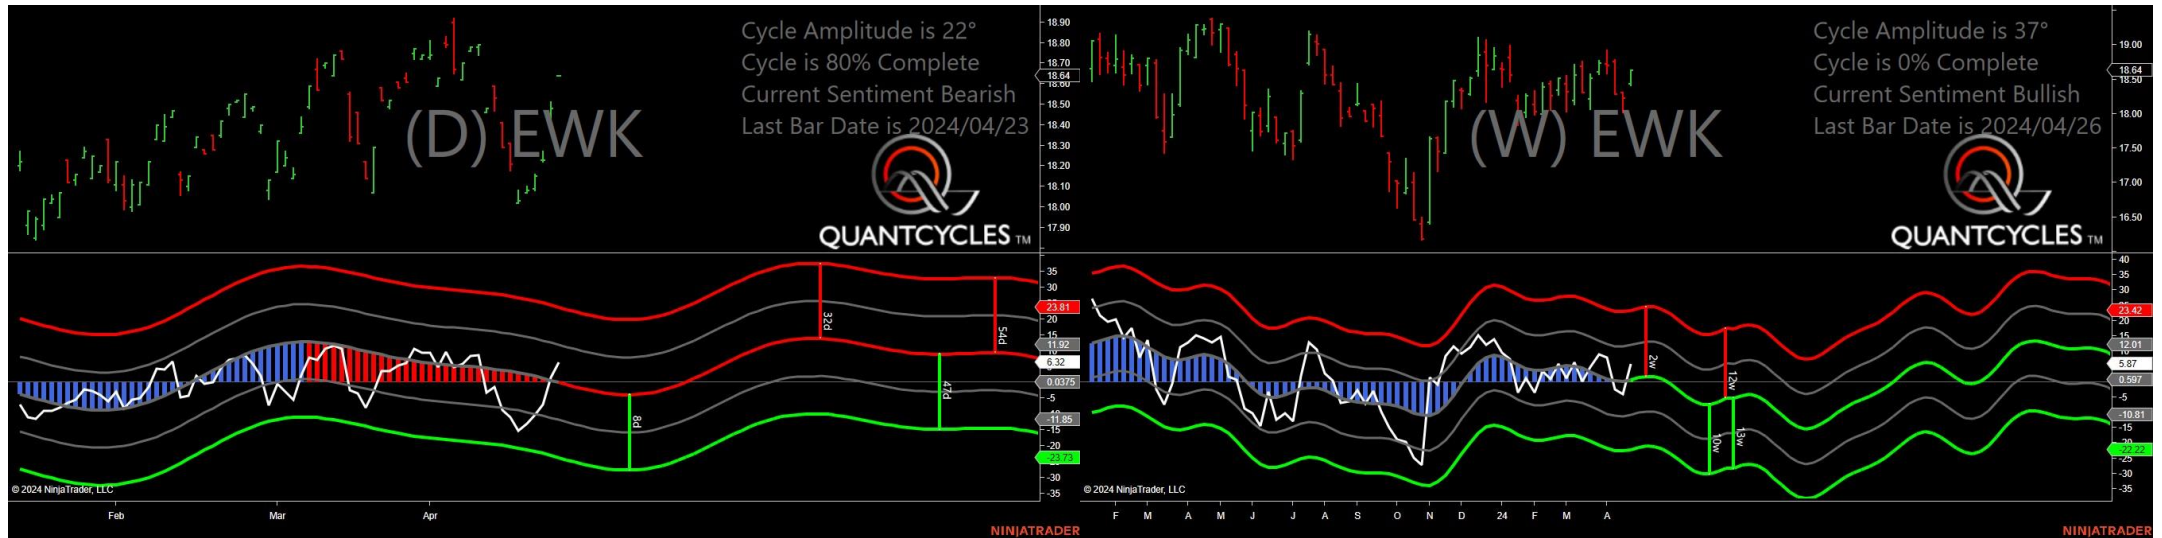 Cycle Amplitude is 22°
Cycle is 80% Complete
Current Sentiment Bearish
Last Bar Date is 2024/04/23
(D) EWK
QUANTCYCLES TM
18.90
18.80
18.70
18.64
18.60
18.50
18.40
18.30
18.20
18.10
18.00
17.90
35
30
23.81
20
15
11.92
6.32
0.0375
-5
-11.85
-15
-20
-23.73
-30
-35
32d
54d
8d
47d
© 2024 NinjaTrader, LLC
Feb
Mar
Apr
NINJATRADER
Cycle Amplitude is 37°
Cycle is 0% Complete
Current Sentiment Bullish
Last Bar Date is 2024/04/26
(W) EWK
QUANTCYCLES TM
19.00
18.64
18.50
18.00
17.50
17.00
16.50
40
35
30
23.42
20
15
12.01
5.87
0.597
-5
-10.81
-15
-22.22
-25
-30
-35
2w
12w
10w
13w
© 2024 NinjaTrader, LLC
F M A M J J A S O N D 24 F M A
NINJATRADER